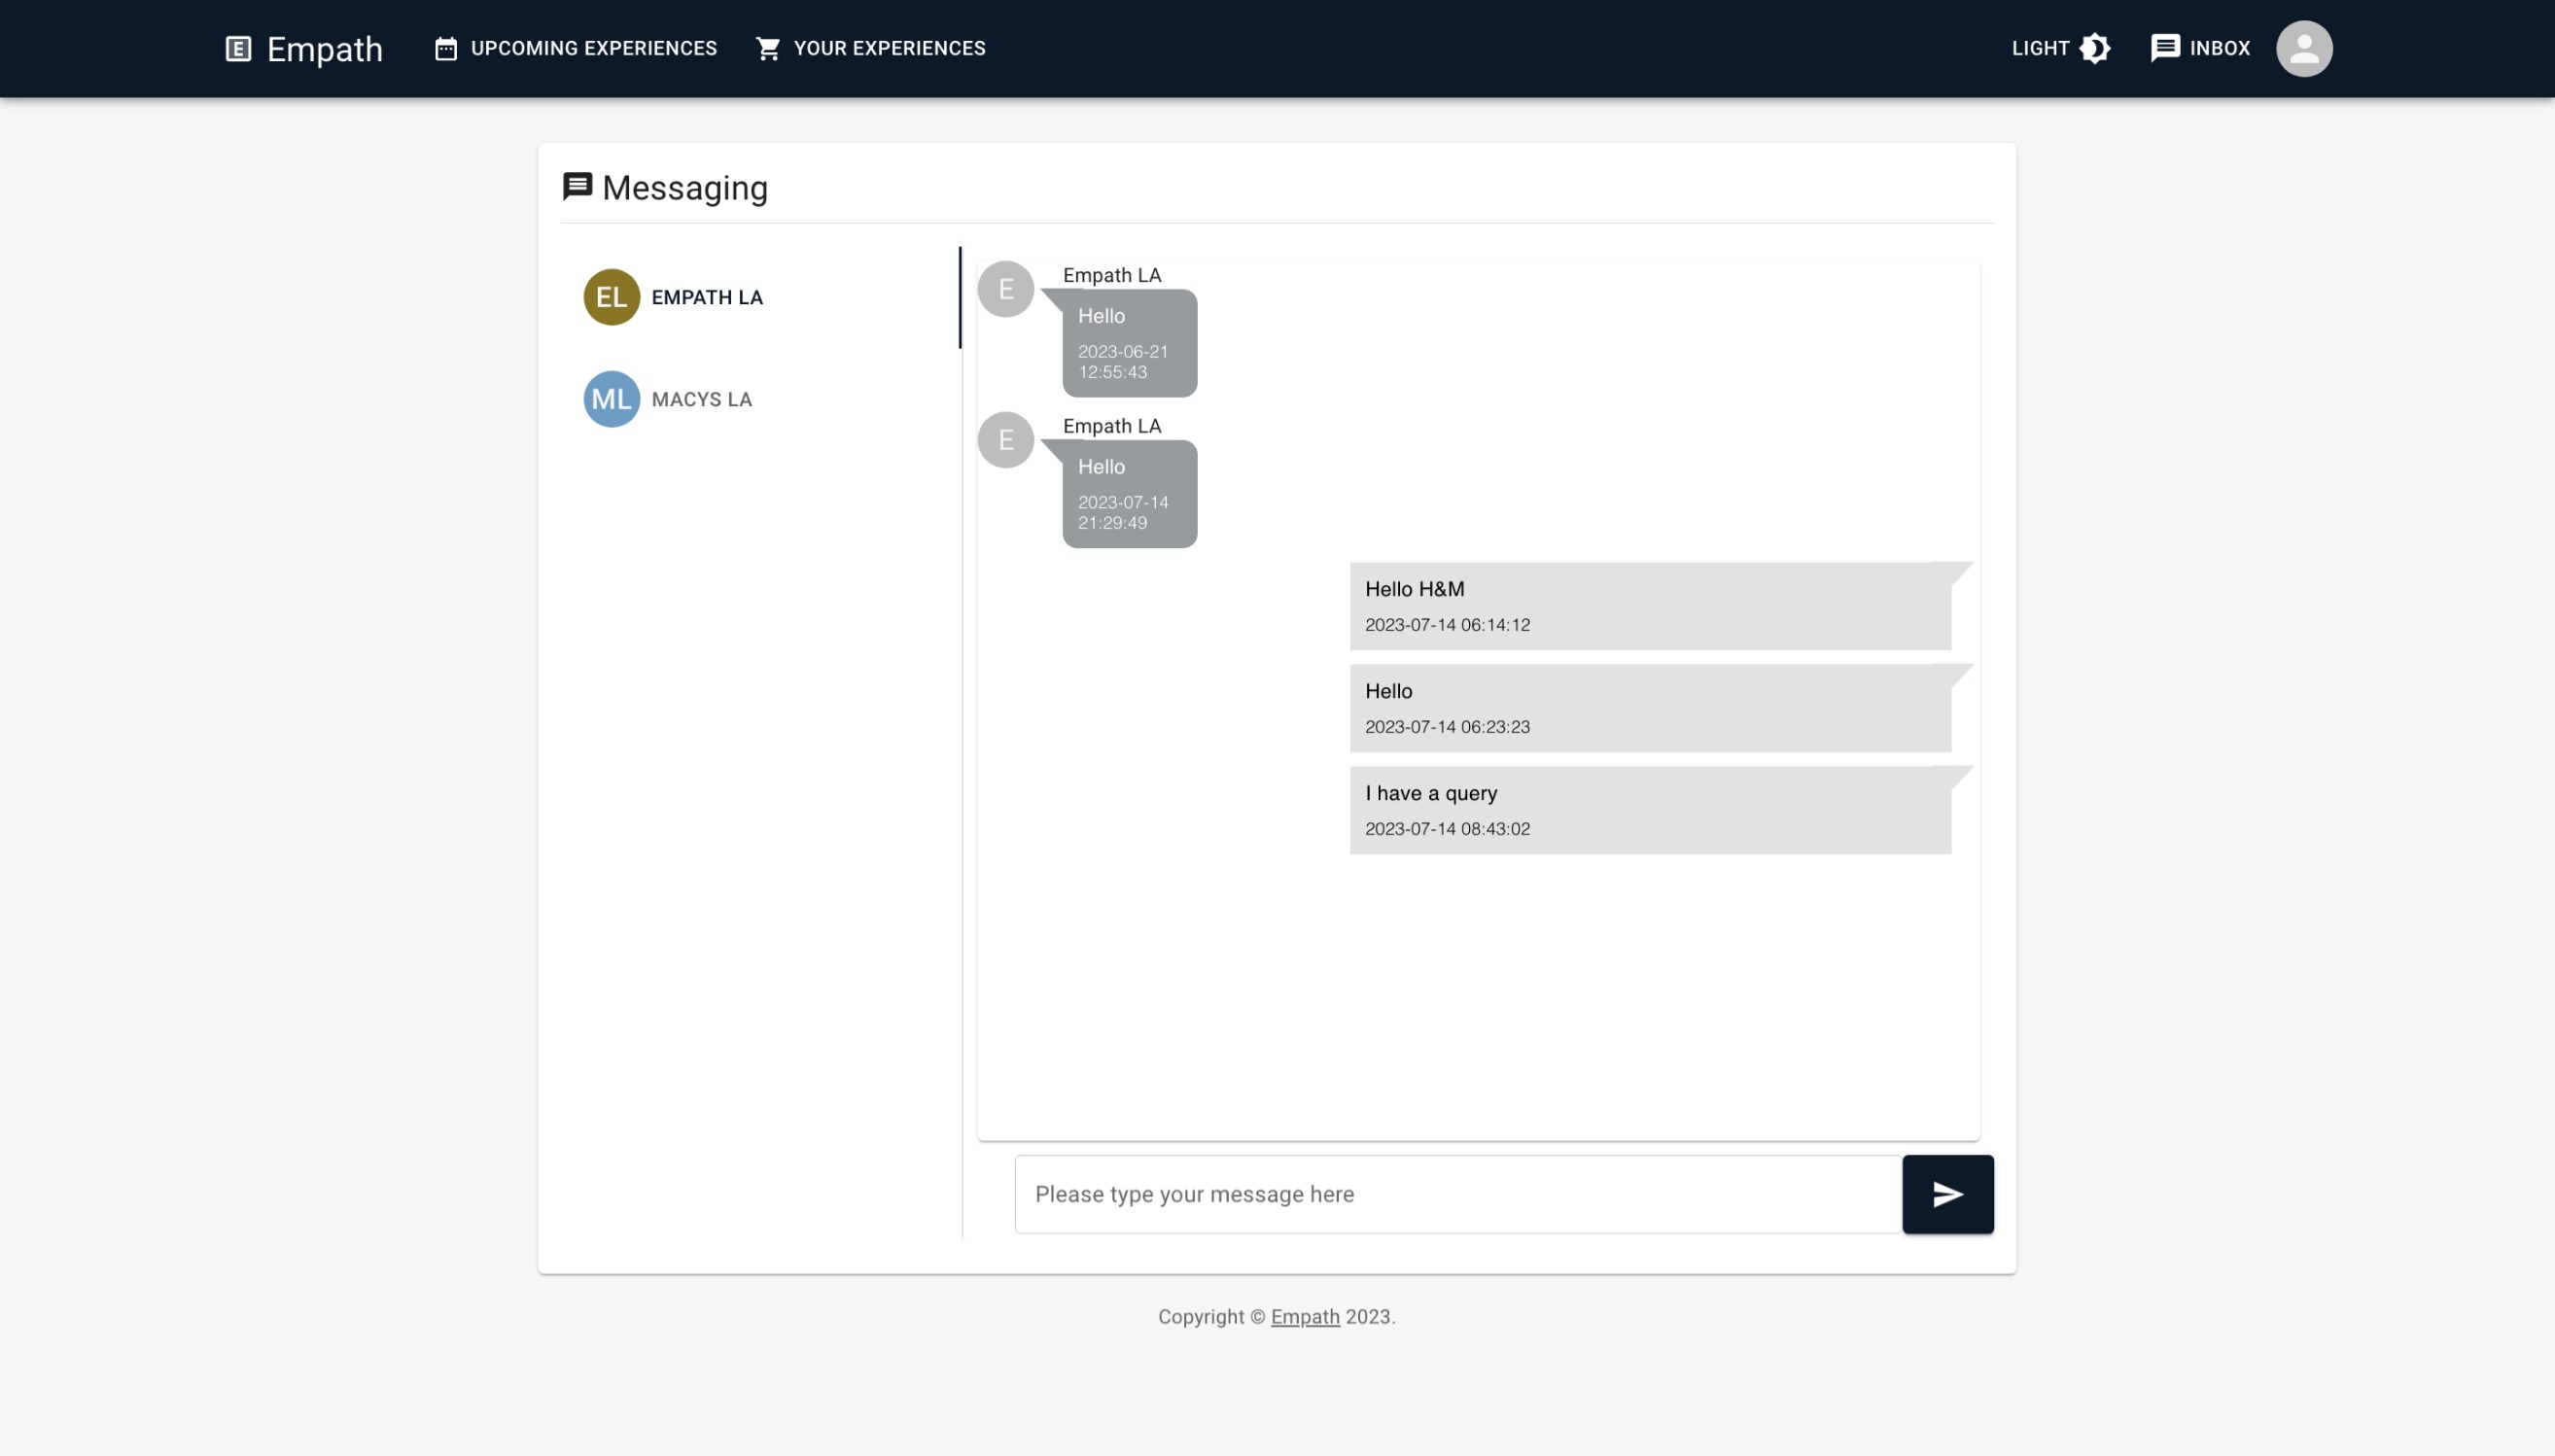 E Empath UPCOMING EXPERIENCES YOUR EXPERIENCES LIGHT INBOX
Messaging
EL EMPATH LA
ML MACYS LA
E Empath LA
Hello
2023-06-21
12:55:43
E Empath LA
Hello
2023-07-14
21:29:49
Hello H&M
2023-07-14 06:14:12
Hello
2023-07-14 06:23:23
I have a query
2023-07-14 08:43:02
Please type your message here
Copyright © Empath 2023.